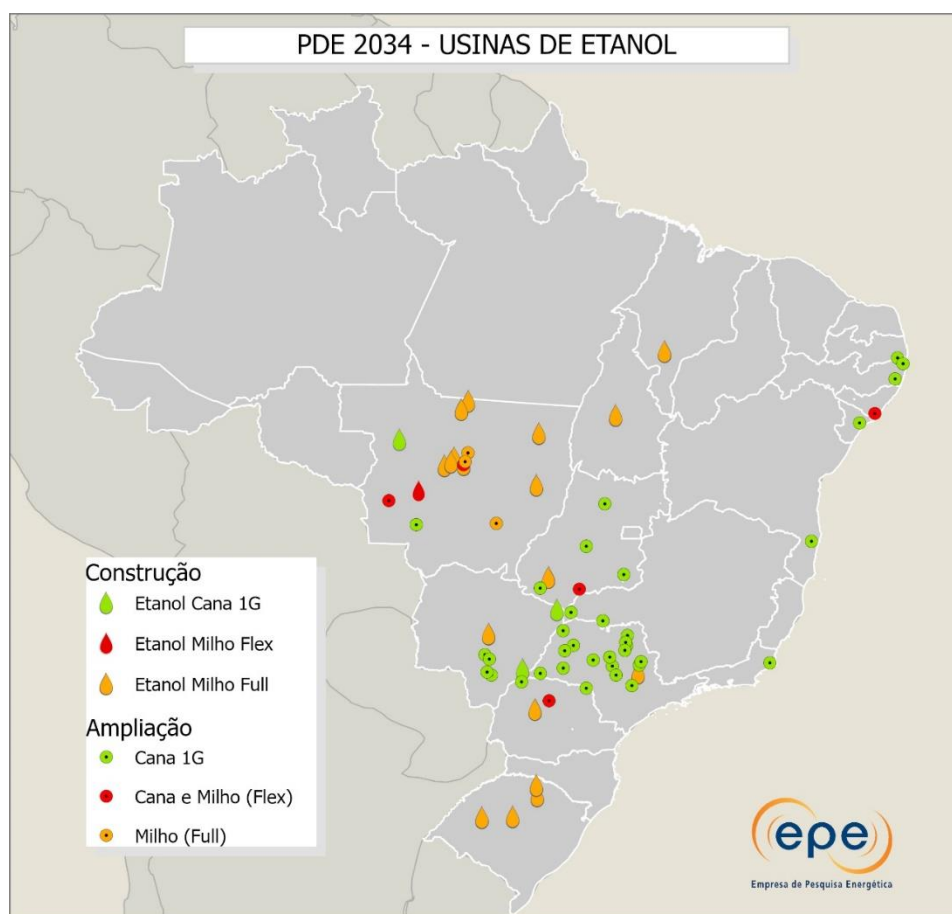 PDE 2034 - USINAS DE ETANOL
Construção
Etanol Cana 1G
Etanol Milho Flex
Etanol Milho Full
Ampliação
Cana 1G
Cana e Milho (Flex)
Milho (Full)
epe
Empresa de Pesquisa Energética